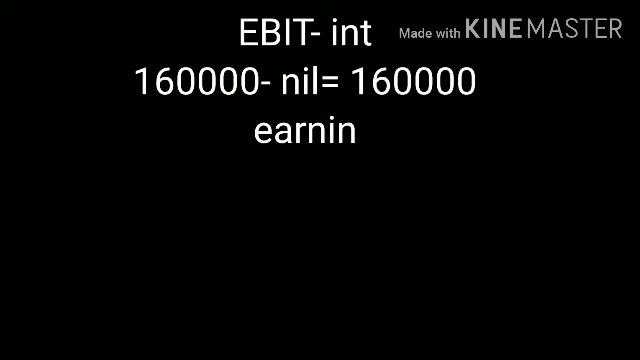 EBIT- int
Made with KINEMASTER
160000- nil= 160000
earnin